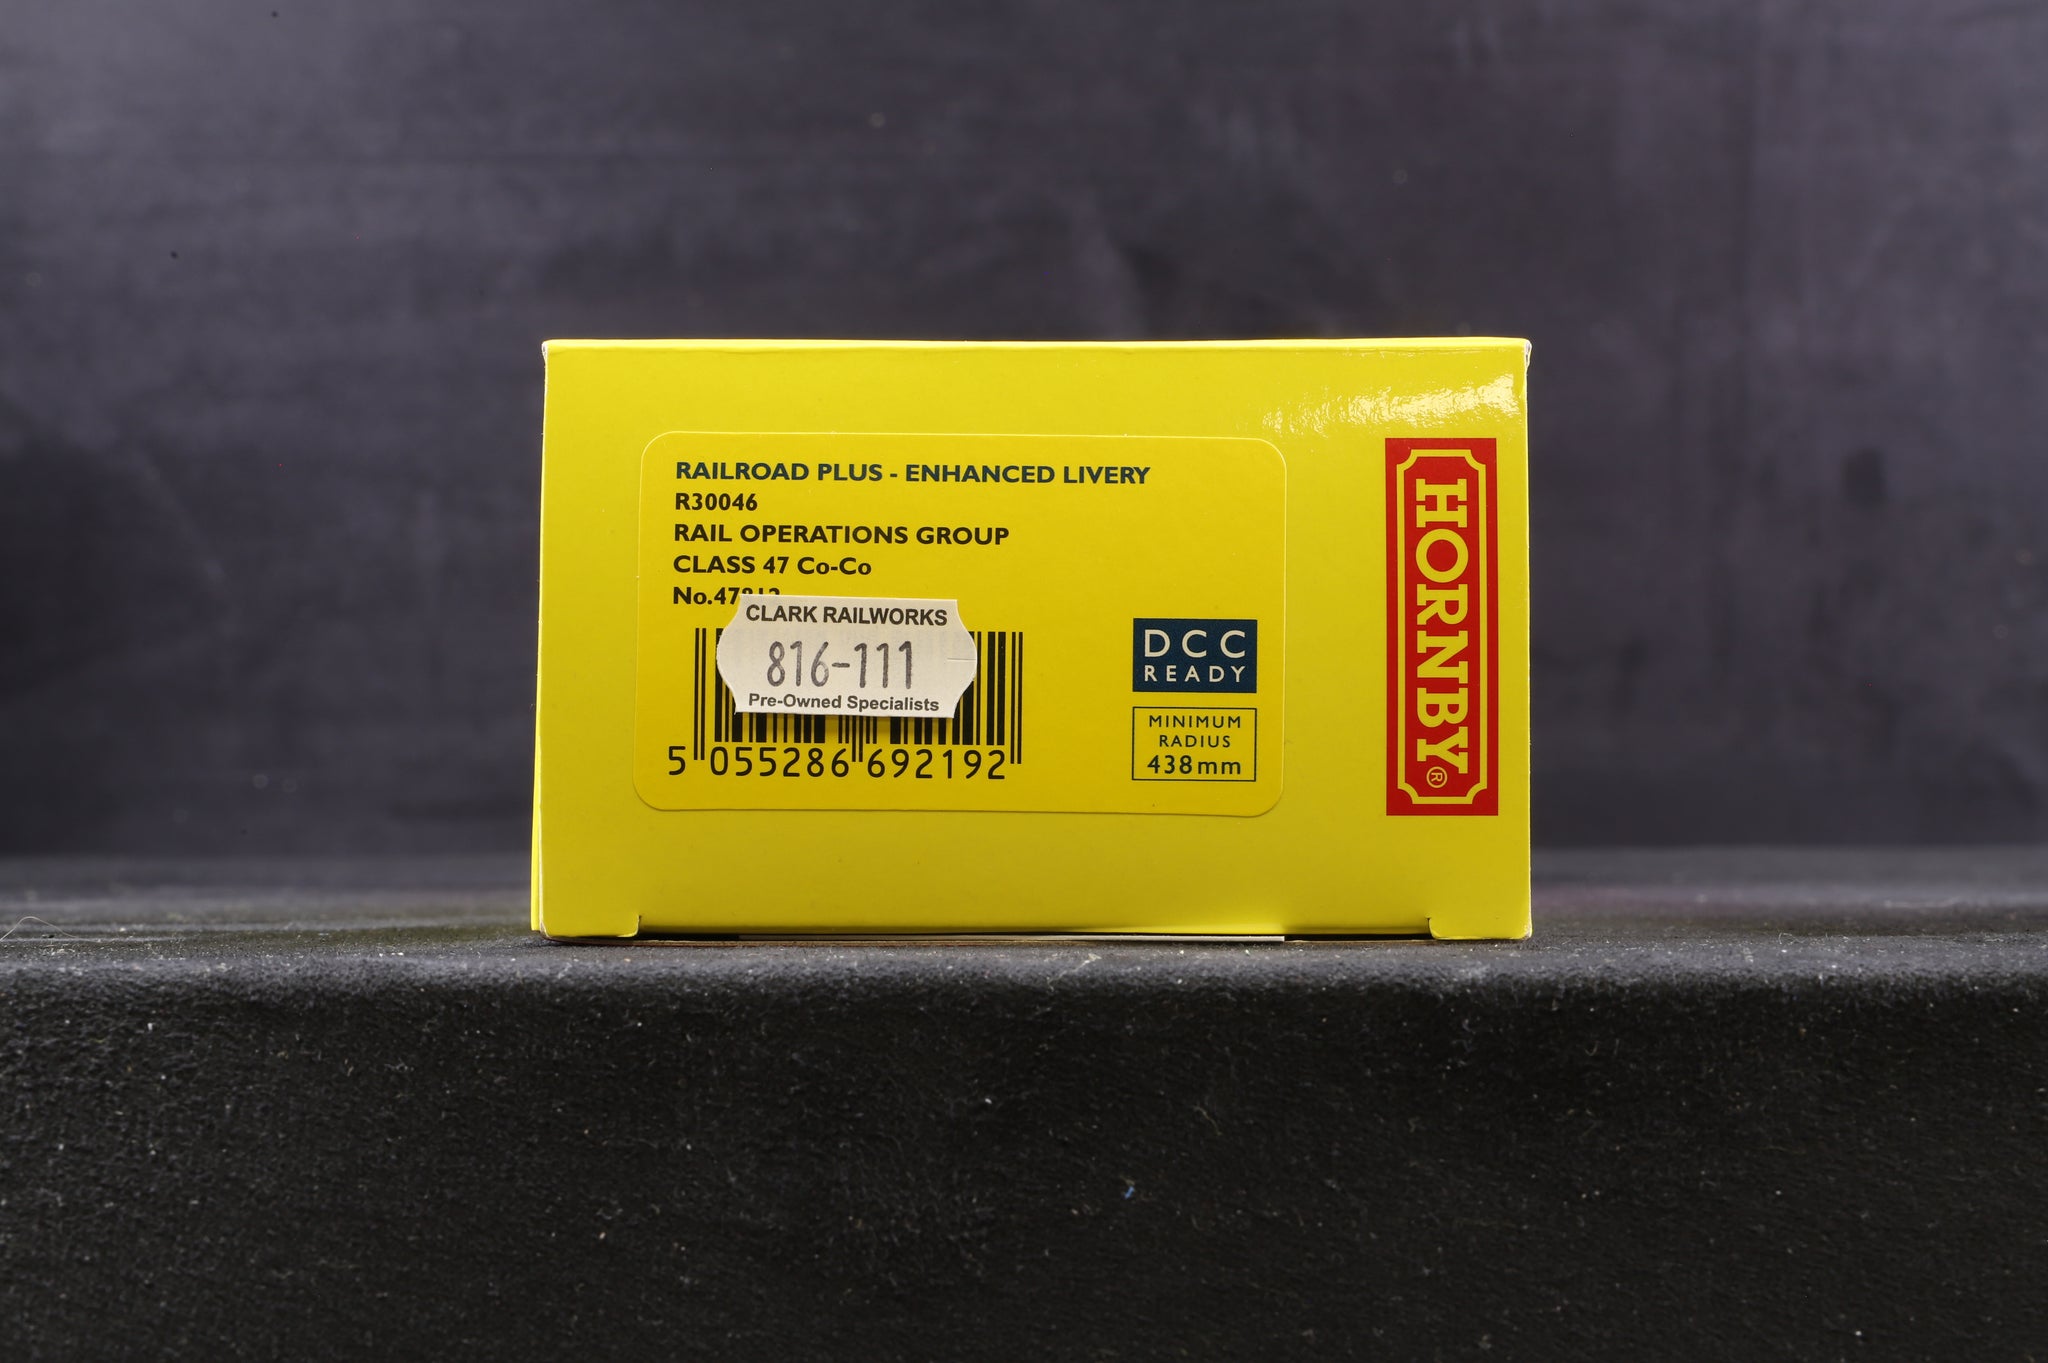 RAILROAD PLUS - ENHANCED LIVERY
R30046
RAIL OPERATIONS GROUP
CLASS 47 Co-Co
CLARK RAILWORKS
816-111
Pre-Owned Specialists
5 055286 692192
DCC
READY
MINIMUM
RADIUS
438mm
HORNBY®